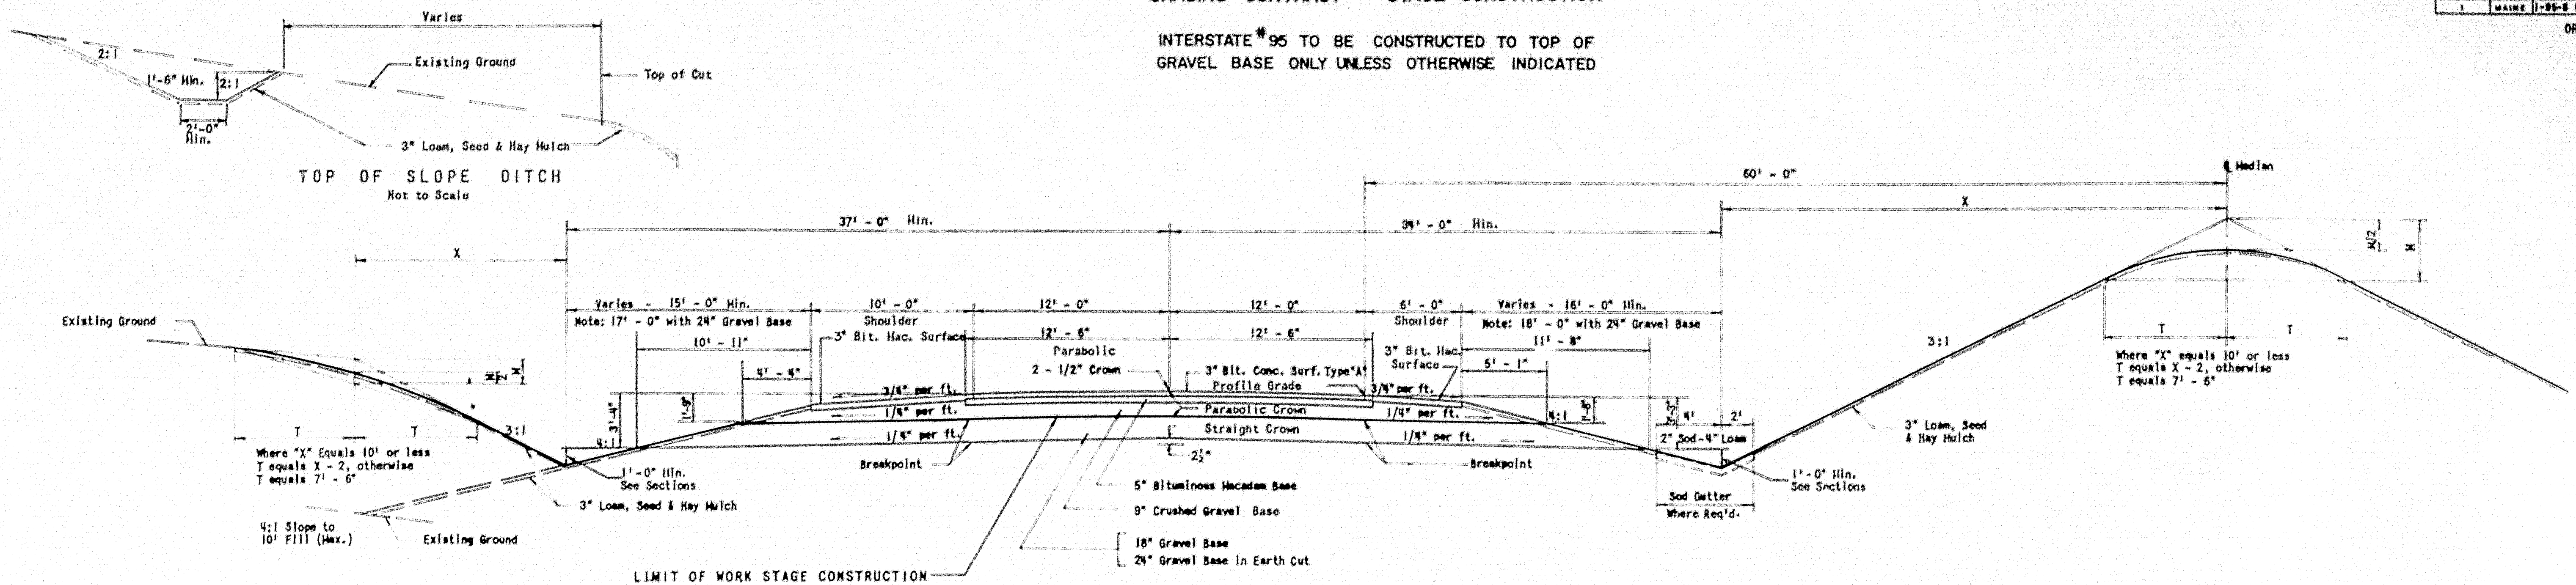 INTERSTATE #95 TO BE CONSTRUCTED TO TOP OF
GRAVEL BASE ONLY UNLESS OTHERWISE INDICATED
1 MAINE
Varies
2:1
Existing Ground
Top of Cut
1'-6" Min.
2:1
2'-0"
Min.
3" Loam, Seed & Hay Mulch
TOP OF SLOPE DITCH
Not to Scale
60' - 0"
℄ Median
37' - 0" Min.
34' - 0" Min.
X
X
M/2
M
Varies - 15' - 0" Min.
Note: 17' - 0" with 24" Gravel Base
10' - 0"
Shoulder
12' - 0"
12' - 0"
6' - 0"
Shoulder
Varies - 16' - 0" Min.
Note: 18' - 0" with 24" Gravel Base
Existing Ground
10' - 11"
3" Bit. Mac. Surface
12' - 6"
12' - 6"
Parabolic
2 - 1/2" Crown
3" Bit. Conc. Surf. Type "A"
Profile Grade
3" Bit. Mac.
Surface
11' - 8"
5' - 1"
4' - 4"
3/4" per ft.
3/4" per ft.
3'-4"
1'-9"
1/4" per ft.
Parabolic Crown
1/4" per ft.
4:1
4:1
1/4" per ft.
Straight Crown
1/4" per ft.
2½"
Breakpoint
Breakpoint
4'
2'
2" Sod-4" Loam
3:1
3:1
T
T
Where "X" Equals 10' or less
T equals X - 2, otherwise
T equals 7' - 6"
T
T
Where "X" equals 10' or less
T equals X - 2, otherwise
T equals 7' - 6"
3" Loam, Seed
& Hay Mulch
1'-0" Min.
See Sections
1'-0" Min.
See Sections
3" Loam, Seed & Hay Mulch
4:1 Slope to
10' Fill (Max.)
Existing Ground
Sod Gutter
Where Req'd.
5" Bituminous Macadam Base
9" Crushed Gravel Base
18" Gravel Base
24" Gravel Base in Earth Cut
LIMIT OF WORK STAGE CONSTRUCTION